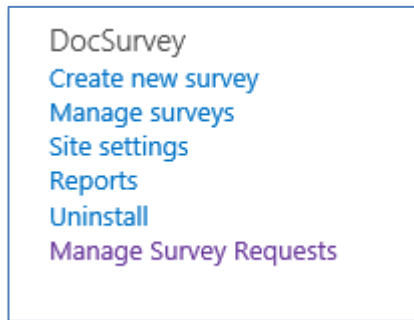 DocSurvey
Create new survey
Manage surveys
Site settings
Reports
Uninstall
Manage Survey Requests